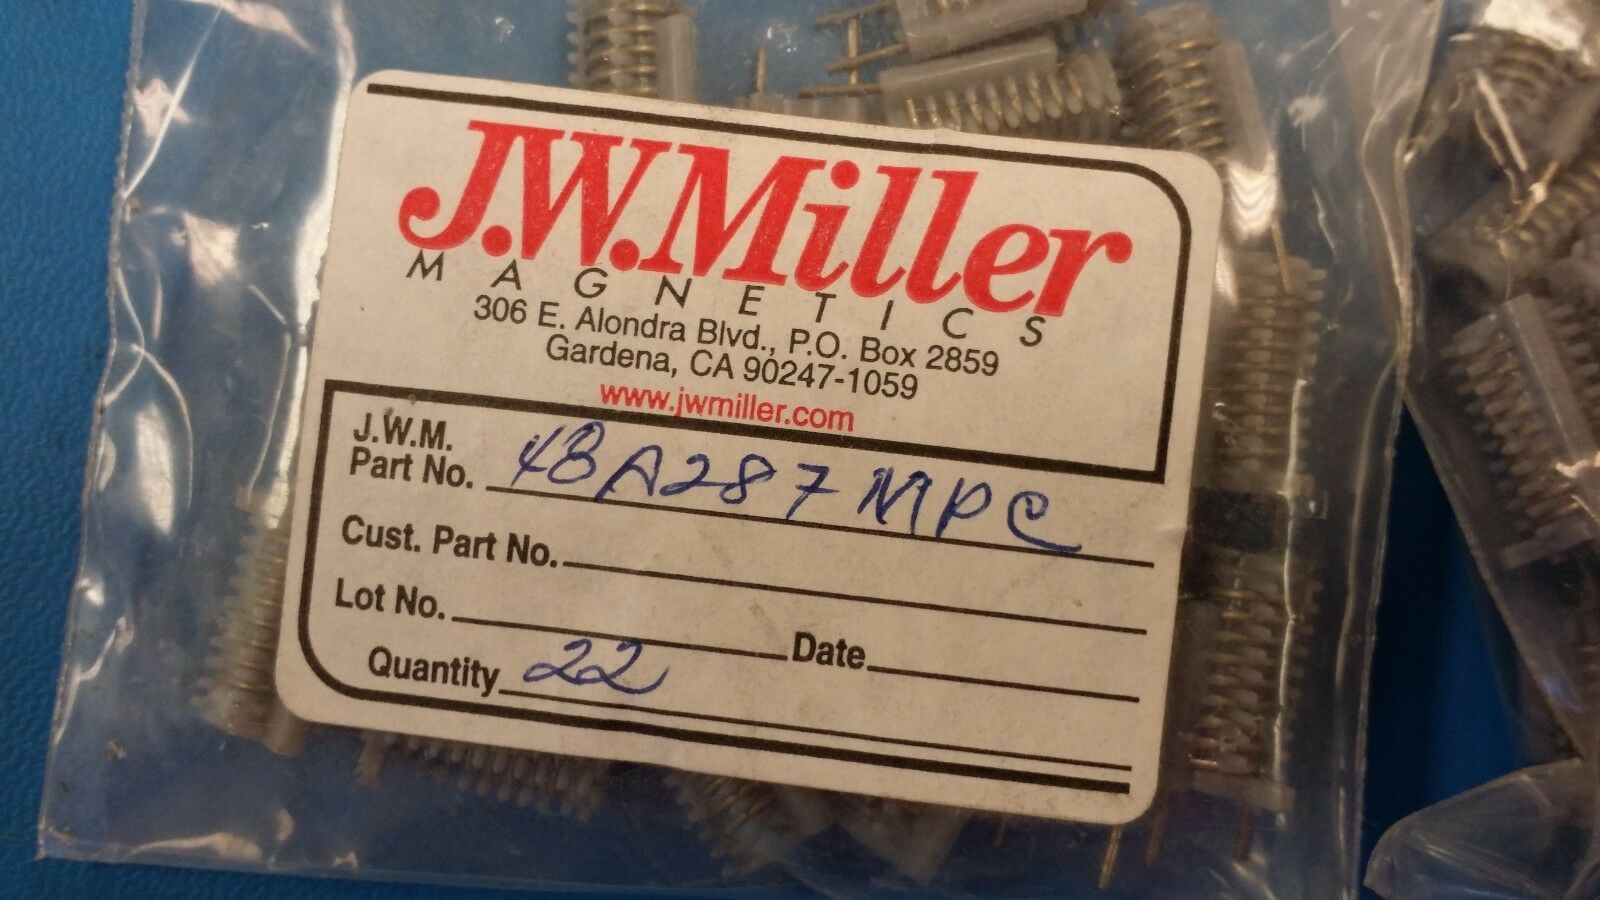 J.W.Miller
MAGNETICS
306 E. Alondra Blvd., P.O. Box 2859
Gardena, CA 90247-1059
www.jwmiller.com
J.W.M.
Part No. 48A287MPC
Cust. Part No.
Lot No. Date
Quantity 22